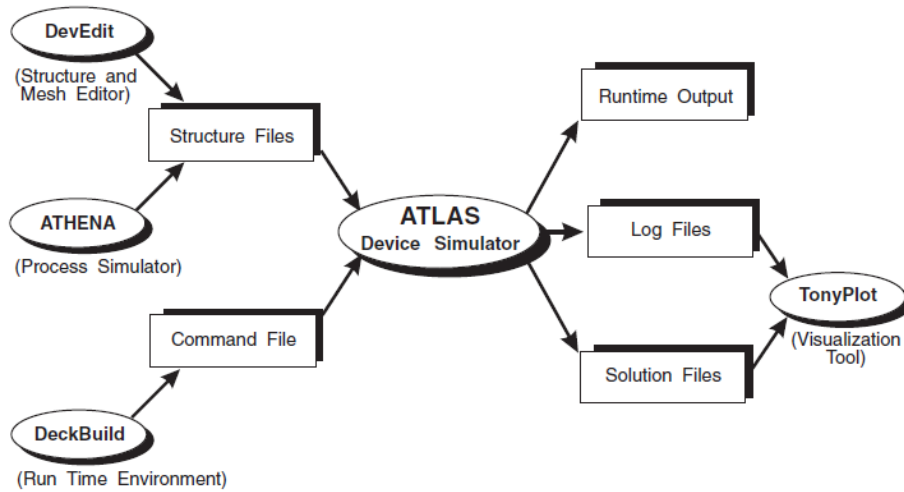 DevEdit
(Structure and
Mesh Editor)
Structure Files
ATHENA
(Process Simulator)
Command File
DeckBuild
(Run Time Environment)
ATLAS
Device Simulator
Runtime Output
Log Files
Solution Files
TonyPlot
(Visualization
Tool)